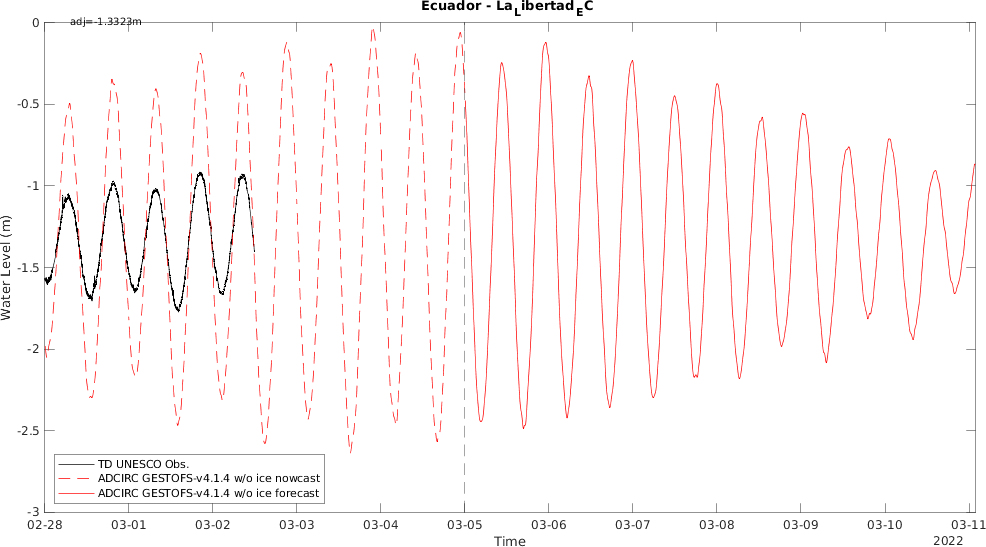 Ecuador - LaLibertadEC
adj=-1.3323m
0
-0.5
-1
-1.5
-2
-2.5
-3
Water Level (m)
TD UNESCO Obs.
ADCIRC GESTOFS-v4.1.4 w/o ice nowcast
ADCIRC GESTOFS-v4.1.4 w/o ice forecast
02-28 03-01 03-02 03-03 03-04 03-05 03-06 03-07 03-08 03-09 03-10 03-11
Time
2022